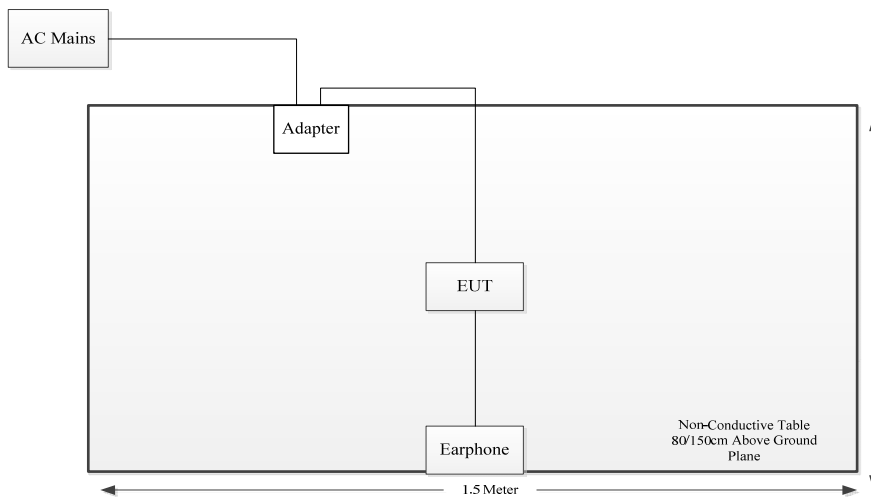 AC Mains
Adapter
EUT
Earphone
Non-Conductive Table
80/150cm Above Ground
Plane
1.5 Meter